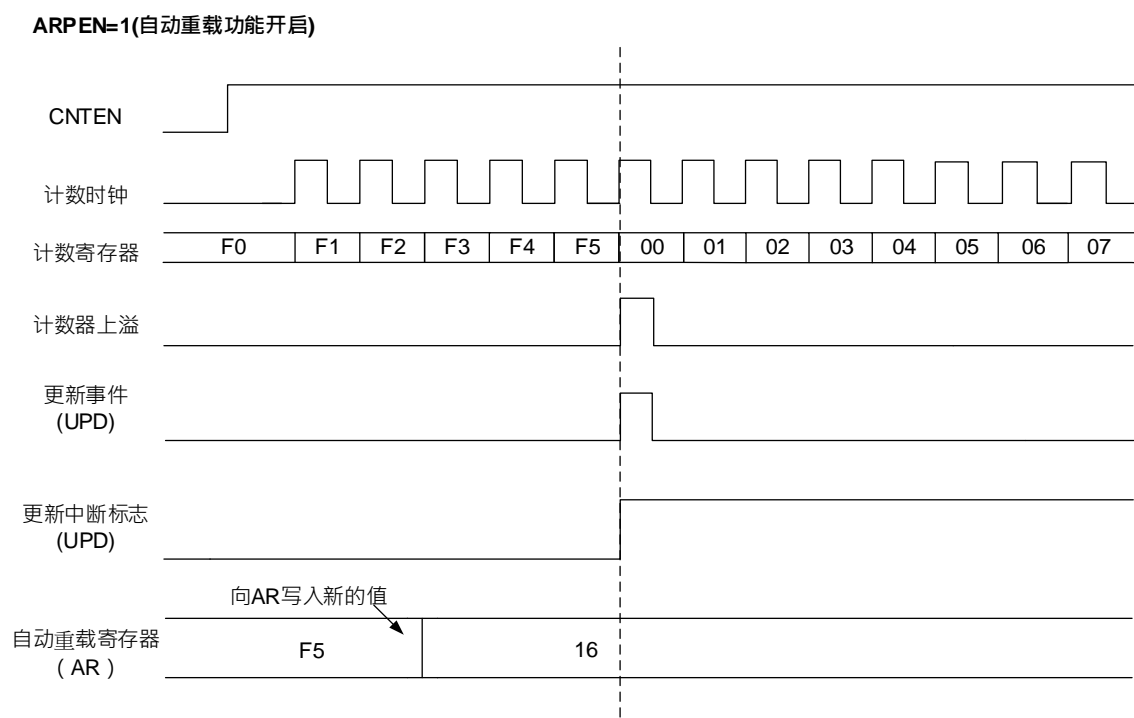 ARPEN=1(自动重载功能开启)
CNTEN
计数时钟
计数寄存器
F0 F1 F2 F3 F4 F5 00 01 02 03 04 05 06 07
计数器上溢
更新事件
(UPD)
更新中断标志
(UPD)
向AR写入新的值
自动重载寄存器
( AR )
F5 16